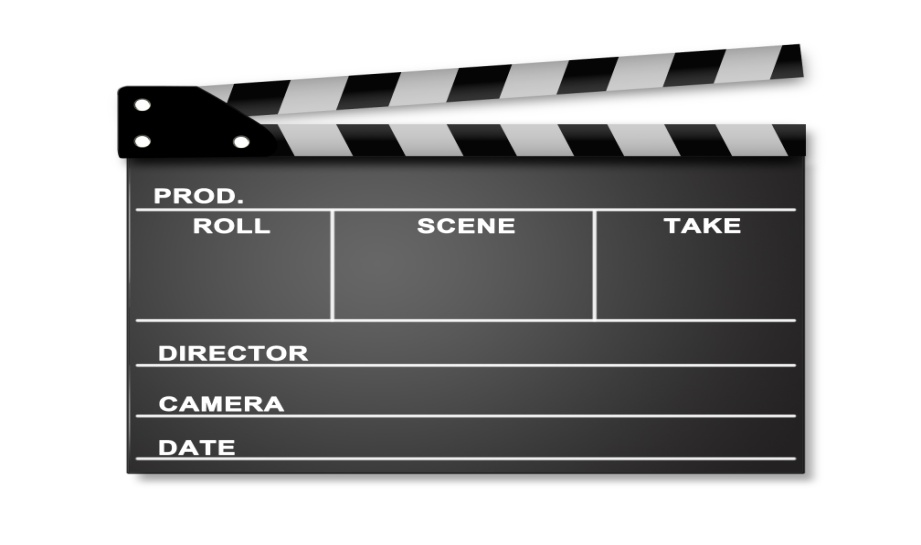 PROD.
ROLL SCENE TAKE
DIRECTOR
CAMERA
DATE